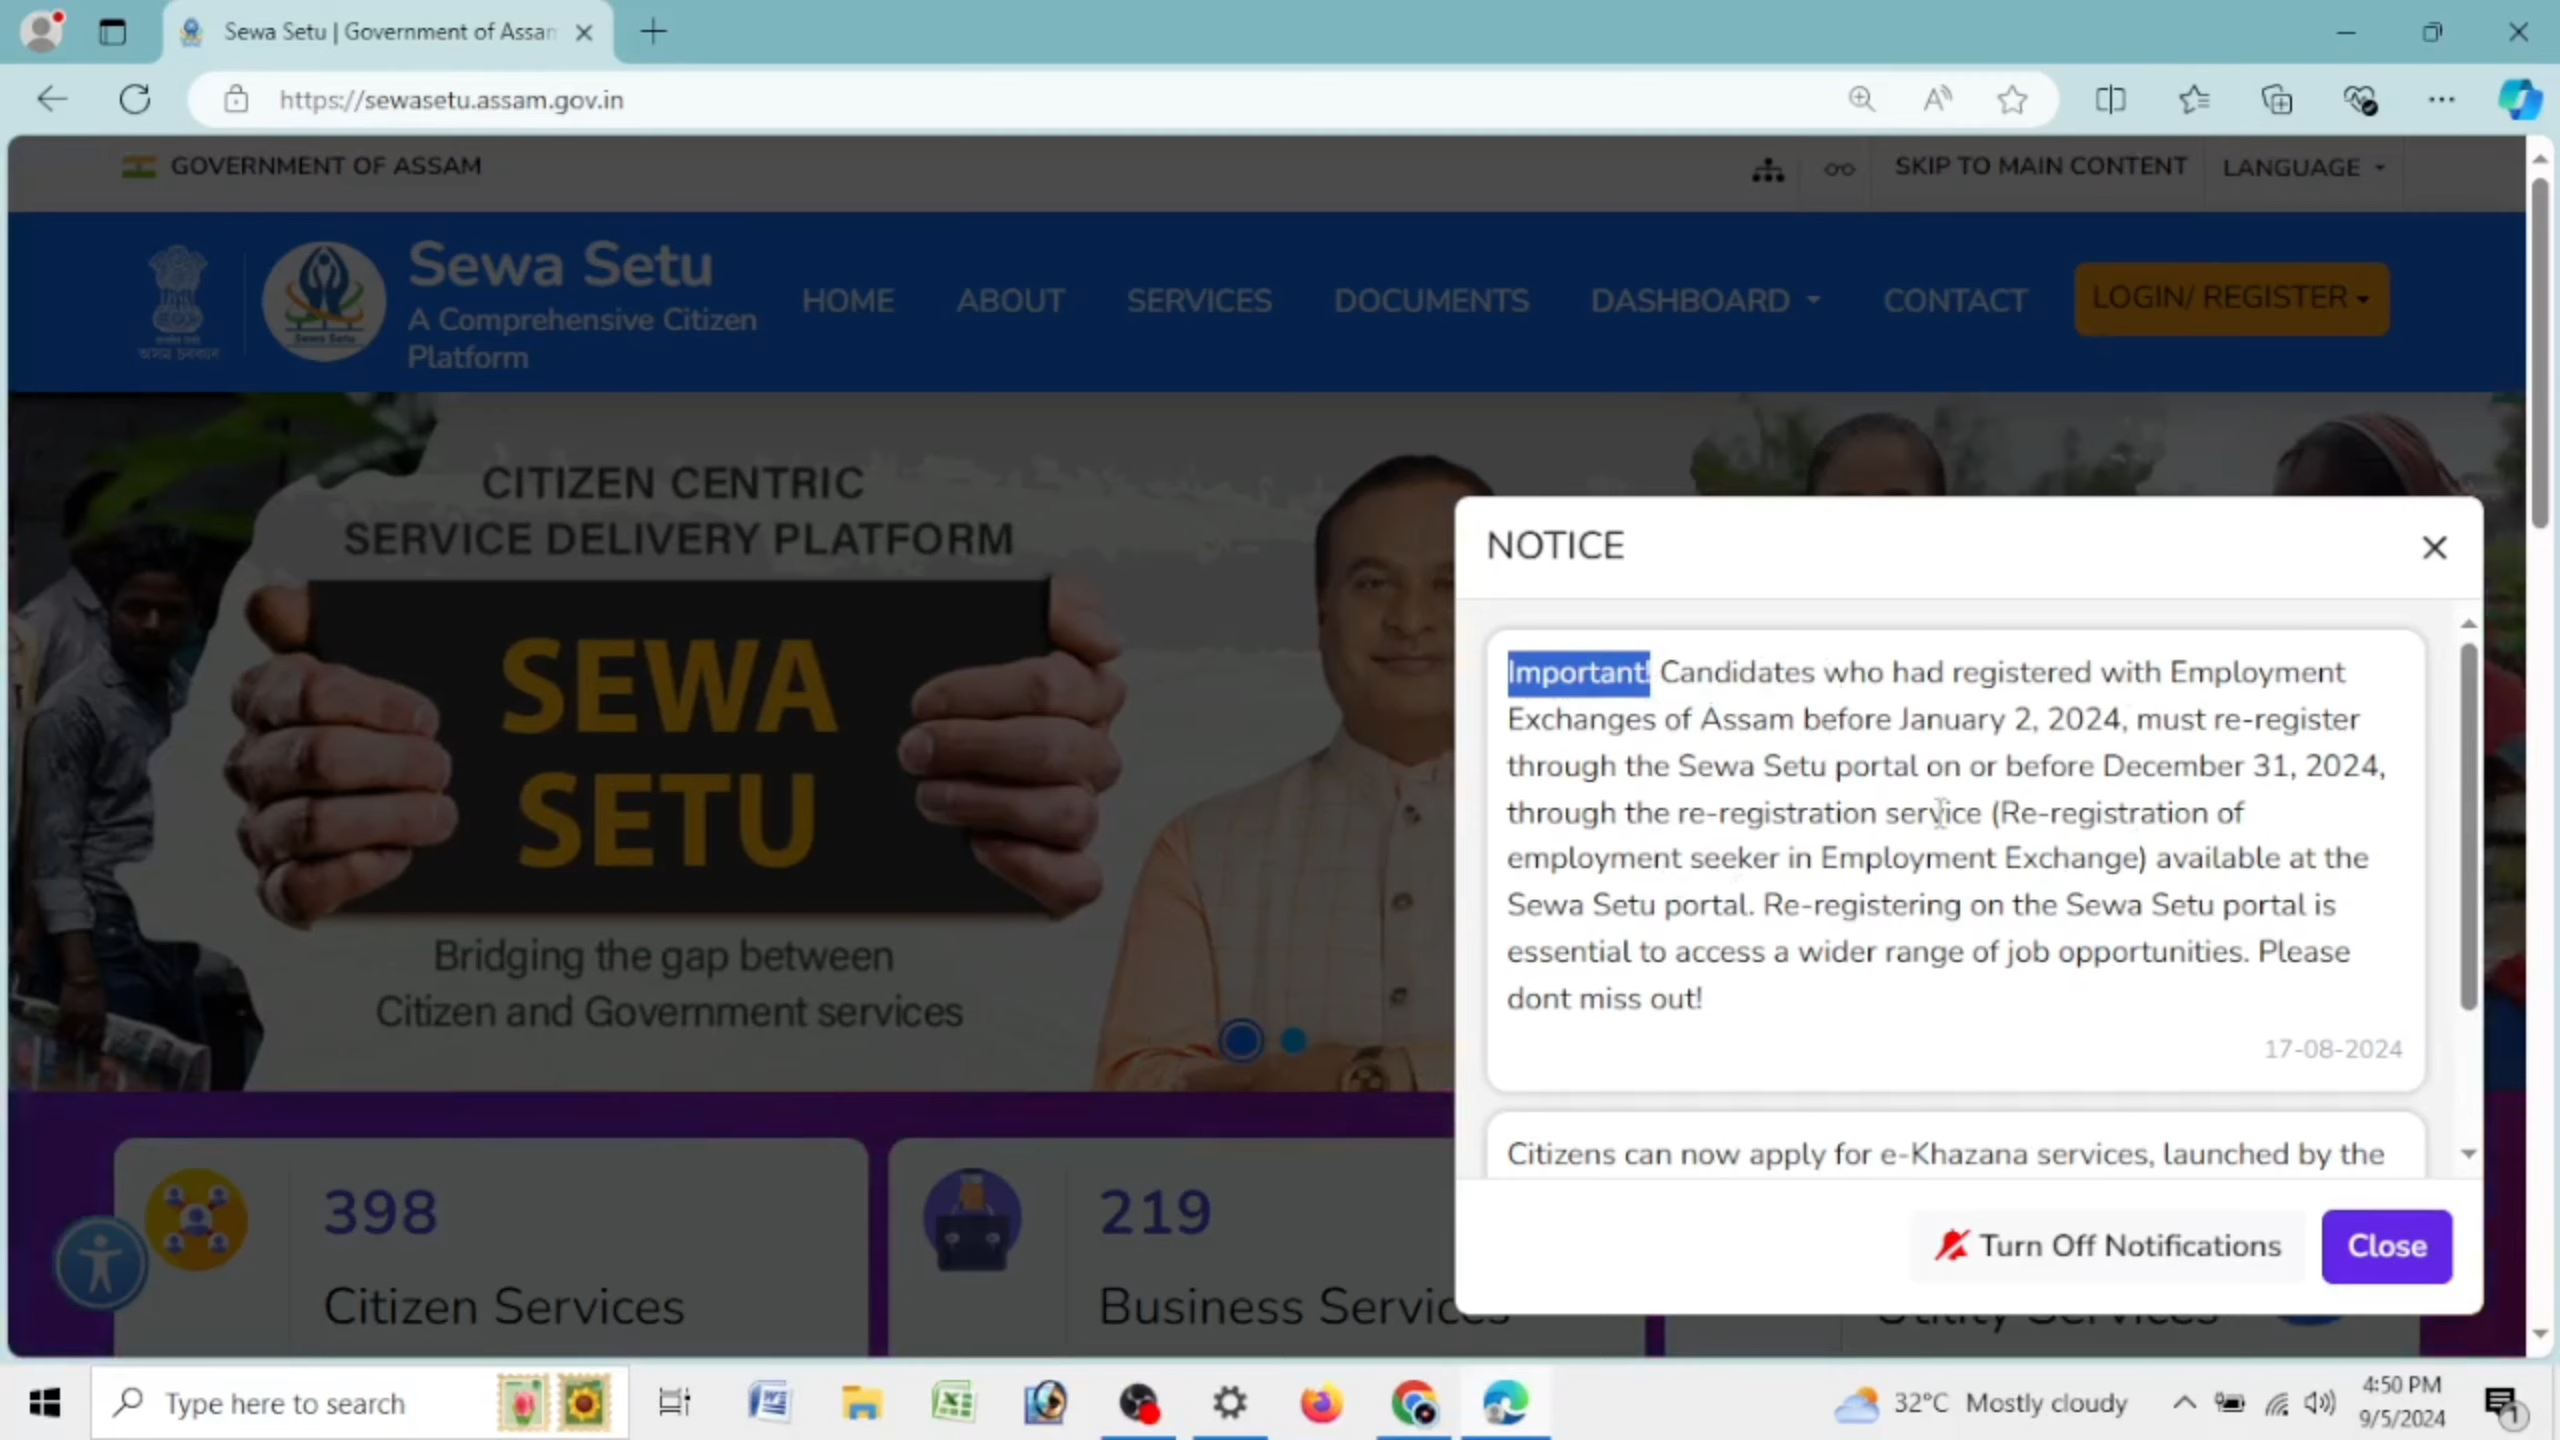 Sewa Setu | Government of Assam
https://sewasetu.assam.gov.in
GOVERNMENT OF ASSAM
SKIP TO MAIN CONTENT
LANGUAGE
Sewa Setu
A Comprehensive Citizen
Platform
Sewa Setu
HOME
ABOUT
SERVICES
DOCUMENTS
DASHBOARD
CONTACT
LOGIN/ REGISTER
CITIZEN CENTRIC
SERVICE DELIVERY PLATFORM
SEWA
SETU
Bridging the gap between
Citizen and Government services
NOTICE
Important! Candidates who had registered with Employment
Exchanges of Assam before January 2, 2024, must re-register
through the Sewa Setu portal on or before December 31, 2024,
through the re-registration service (Re-registration of
employment seeker in Employment Exchange) available at the
Sewa Setu portal. Re-registering on the Sewa Setu portal is
essential to access a wider range of job opportunities. Please
dont miss out!
17-08-2024
Citizens can now apply for e-Khazana services, launched by the
Turn Off Notifications
Close
398
Citizen Services
219
Business Services
Utility Services
Type here to search
32°C Mostly cloudy
4:50 PM
9/5/2024
1